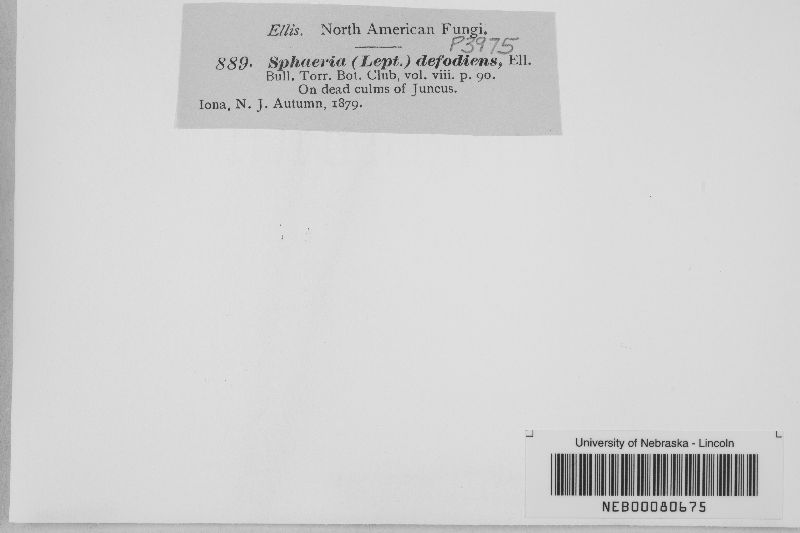 Ellis. North American Fungi.
P3975
889. Sphaeria (Lept.) defodiens, Ell.
Bull. Torr. Bot. Club, vol. viii. p. 90.
On dead culms of Juncus.
Iona, N. J. Autumn, 1879.
University of Nebraska - Lincoln
NEB00080675